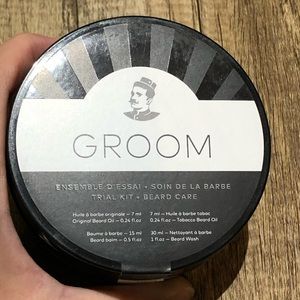 GROOM
ENSEMBLE D'ESSAI + SOIN DE LA BARBE
TRIAL KIT + BEARD CARE
Huile à barbe originale – 7 ml
Original Beard Oil – 0.24 fl.oz
7 ml – Huile à barbe tabac
0.24 fl.oz – Tobacco Beard Oil
Baume à barbe – 15 ml
Beard balm – 0.5 fl.oz
30 ml – Nettoyant à barbe
1 fl.oz – Beard Wash